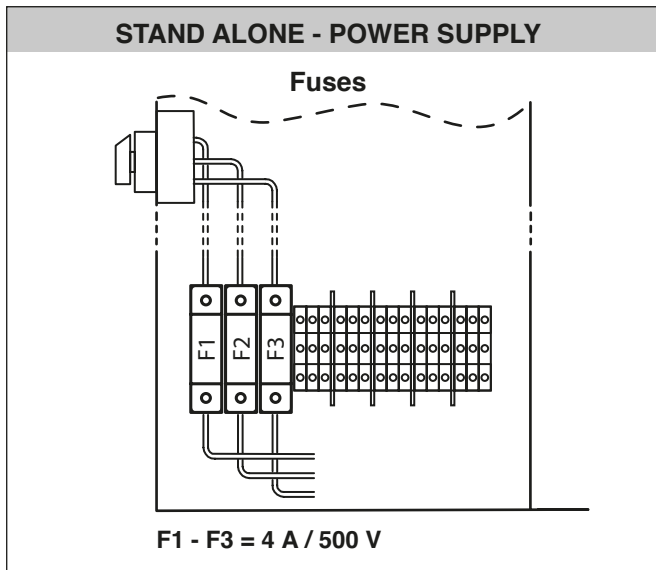 STAND ALONE - POWER SUPPLY
Fuses
F1
F2
F3
F1 - F3 = 4 A / 500 V